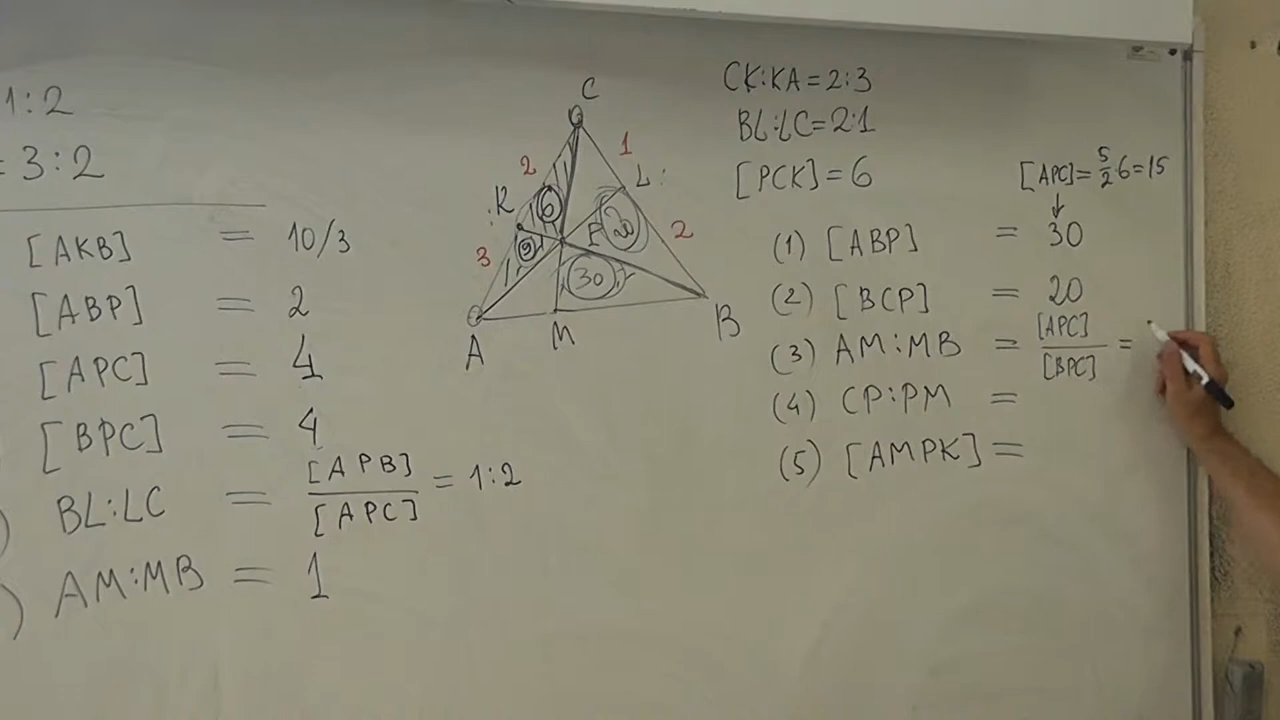 1:2
= 3:2
[AKB] = 10/3
[ABP] = 2
[APC] = 4
[BPC] = 4
) BL:LC = [APB] / [APC] = 1:2
) AM:MB = 1
C
2
1
K
L
6
20
3
9
P
2
30
A
M
B
CK:KA=2:3
BL:LC=2:1
[PCK]=6
[APC]=5/2·6=15
↓
(1) [ABP] = 30
(2) [BCP] = 20
(3) AM:MB = [APC] / [BPC] =
(4) CP:PM =
(5) [AMPK] =